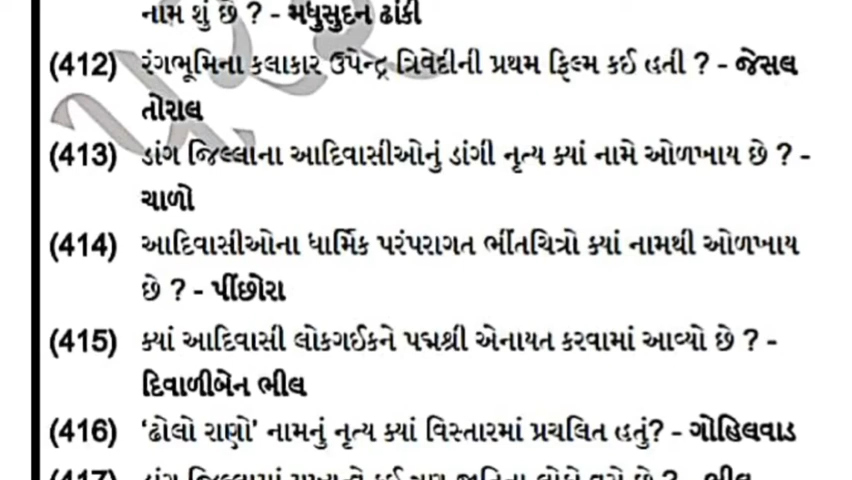 નામ શું છે ? - મધુસુદન ઢાંકી
(412) રંગભૂમિના કલાકાર ઉપેન્દ્ર ત્રિવેદીની પ્રથમ ફિલ્મ કઈ હતી ? - જેસલ
તોરાલ
(413) ડાંગ જિલ્લાના આદિવાસીઓનું ડાંગી નૃત્ય ક્યાં નામે ઓળખાય છે ? -
ચાળો
(414) આદિવાસીઓના ધાર્મિક પરંપરાગત ભીંતચિત્રો ક્યાં નામથી ઓળખાય
છે ? - પીંછોરા
(415) ક્યાં આદિવાસી લોકગઈકને પદ્મશ્રી એનાયત કરવામાં આવ્યો છે ? -
દિવાળીબેન ભીલ
(416) ‘ઢોલો રાણો’ નામનું નૃત્ય ક્યાં વિસ્તારમાં પ્રચલિત હતું? - ગોહિલવાડ
(417) ડાંગ જિલ્લામાં